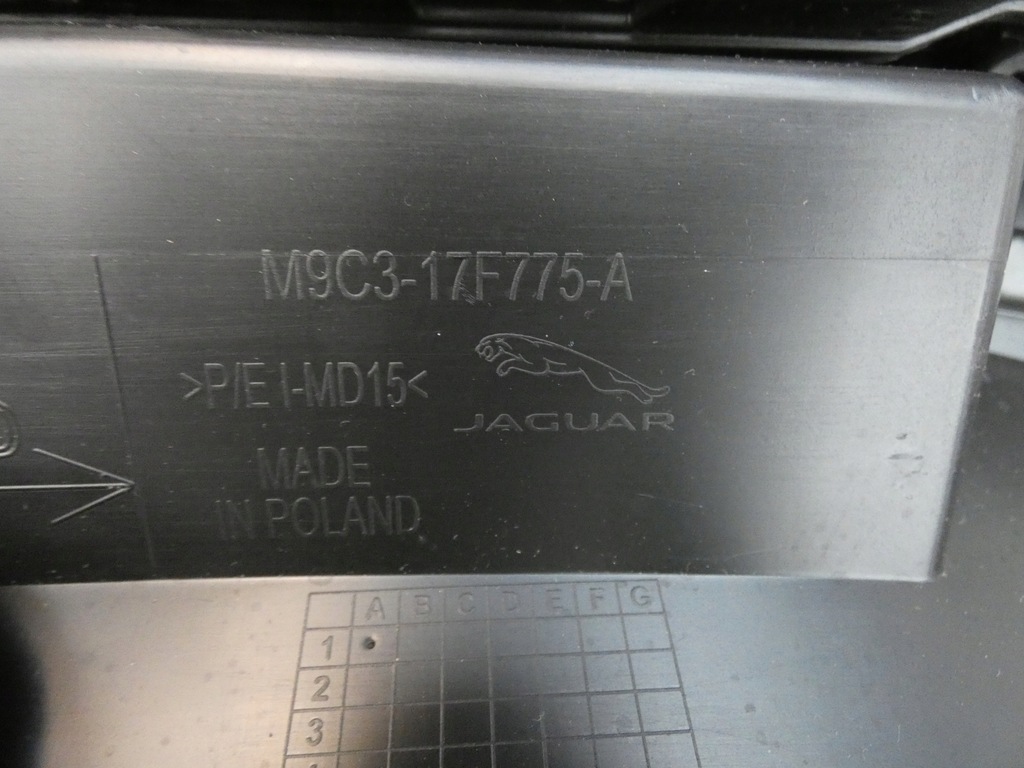 M9C3-17F775-A
>P/E I-MD15<
JAGUAR
MADE
IN POLAND
A B C D E F G
1
2
3